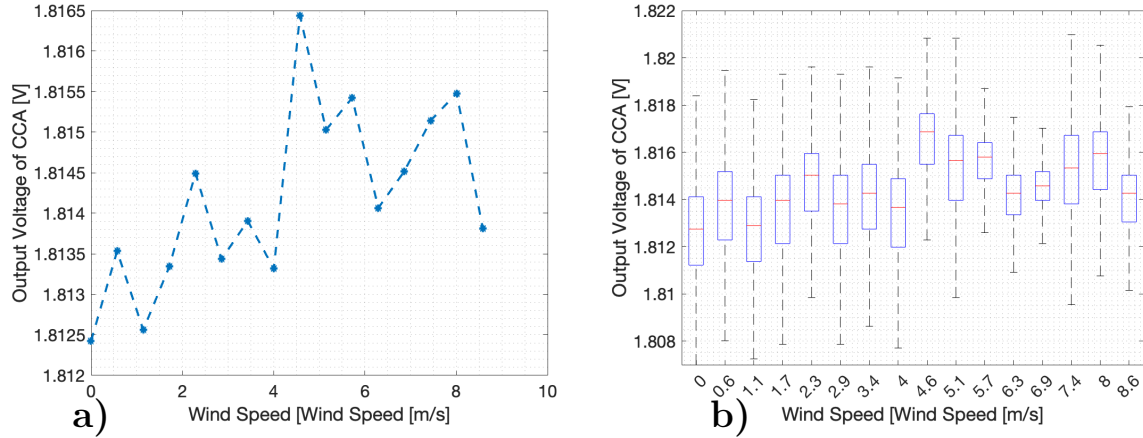 1.8165
1.816
1.8155
1.815
1.8145
1.814
1.8135
1.813
1.8125
1.812
Output Voltage of CCA [V]
0 2 4 6 8 10
Wind Speed [Wind Speed [m/s]
a)
1.822
1.82
1.818
1.816
1.814
1.812
1.81
1.808
Output Voltage of CCA [V]
0 0.6 1.1 1.7 2.3 2.9 3.4 4 4.6 5.1 5.7 6.3 6.9 7.4 8 8.6
Wind Speed [Wind Speed [m/s]
b)